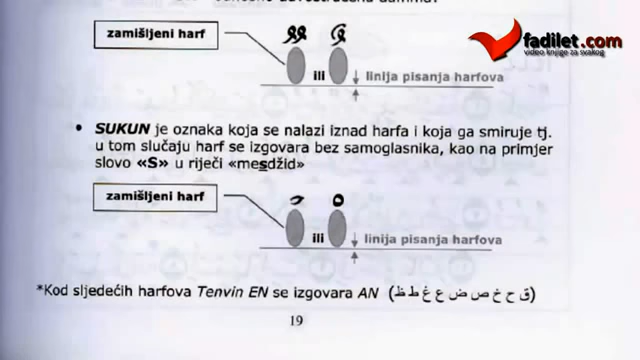 fadilet.com
video knjige za svakog
zamišljeni harf
ili
linija pisanja harfova
• SUKUN je oznaka koja se nalazi iznad harfa i koja ga smiruje tj.
u tom slučaju harf se izgovara bez samoglasnika, kao na primjer
slovo «S» u riječi «mesdžid»
zamišljeni harf
ili
linija pisanja harfova
*Kod sljedećih harfova Tenvin EN se izgovara AN (ق ح خ ص ض ع غ ط ظ)
19